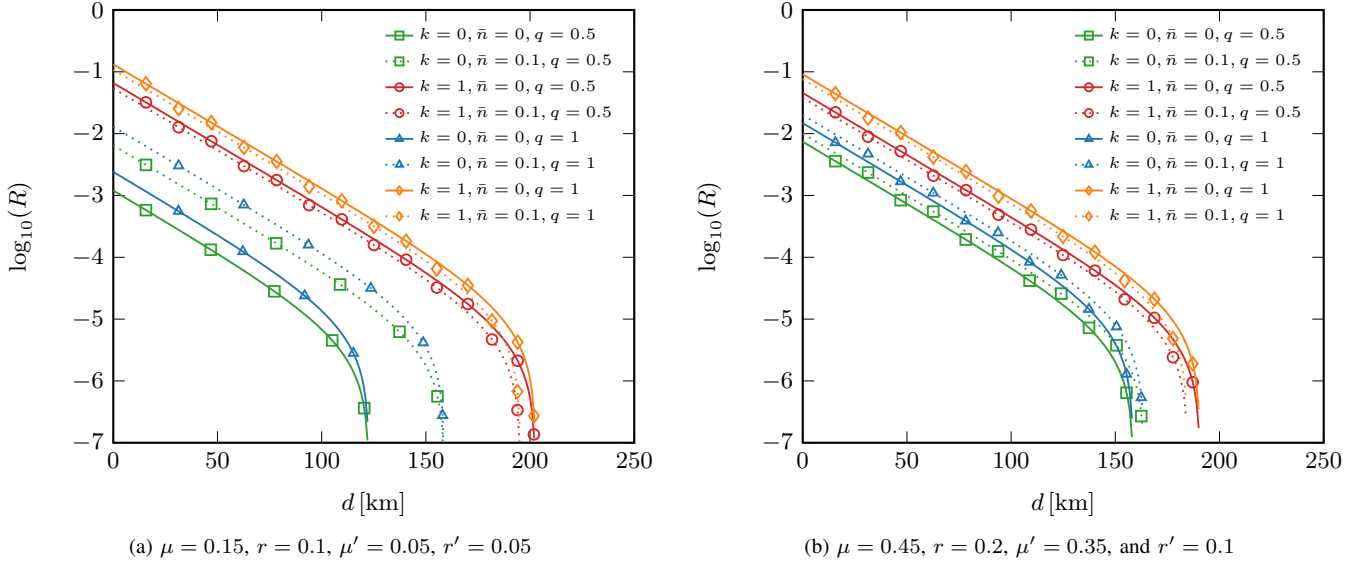 0
−1
−2
−3
−4
−5
−6
−7
log₁₀(R)
0 50 100 150 200 250
d [km]
k = 0, n̄ = 0, q = 0.5
k = 0, n̄ = 0.1, q = 0.5
k = 1, n̄ = 0, q = 0.5
k = 1, n̄ = 0.1, q = 0.5
k = 0, n̄ = 0, q = 1
k = 0, n̄ = 0.1, q = 1
k = 1, n̄ = 0, q = 1
k = 1, n̄ = 0.1, q = 1
(a) μ = 0.15, r = 0.1, μ′ = 0.05, r′ = 0.05
0
−1
−2
−3
−4
−5
−6
−7
log₁₀(R)
0 50 100 150 200 250
d [km]
k = 0, n̄ = 0, q = 0.5
k = 0, n̄ = 0.1, q = 0.5
k = 1, n̄ = 0, q = 0.5
k = 1, n̄ = 0.1, q = 0.5
k = 0, n̄ = 0, q = 1
k = 0, n̄ = 0.1, q = 1
k = 1, n̄ = 0, q = 1
k = 1, n̄ = 0.1, q = 1
(b) μ = 0.45, r = 0.2, μ′ = 0.35, and r′ = 0.1